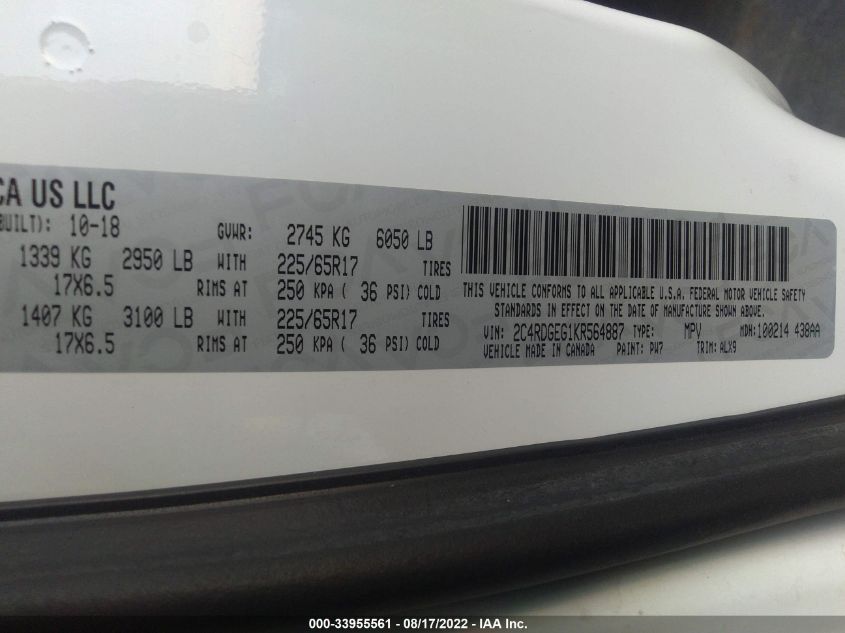 CA US LLC
BUILT): 10-18 GVWR: 2745 KG 6050 LB
1339 KG 2950 LB WITH 225/65R17 TIRES
17X6.5 RIMS AT 250 KPA ( 36 PSI) COLD
1407 KG 3100 LB WITH 225/65R17 TIRES
17X6.5 RIMS AT 250 KPA ( 36 PSI) COLD
THIS VEHICLE CONFORMS TO ALL APPLICABLE U.S.A. FEDERAL MOTOR VEHICLE SAFETY
STANDARDS IN EFFECT ON THE DATE OF MANUFACTURE SHOWN ABOVE.
VIN: 2C4RDGEG1KR564887 TYPE: MPV MDH:100214 438AA
VEHICLE MADE IN CANADA PAINT: PW7 TRIM: ALX9
000-33955561 - 08/17/2022 - IAA Inc.